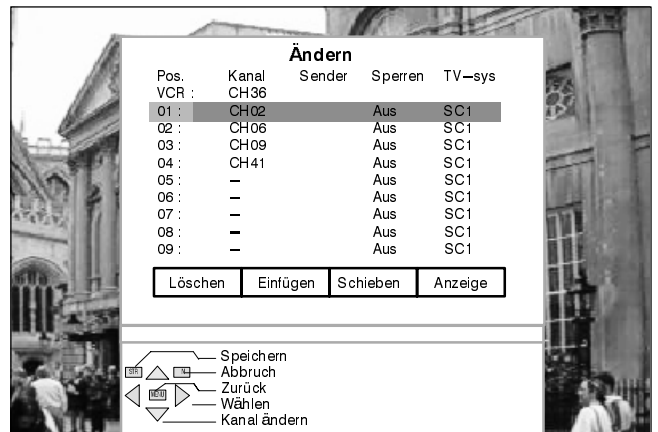 Ändern
Pos. Kanal Sender Sperren TV–sys
VCR : CH36
01 : CH02 Aus SC1
02 : CH06 Aus SC1
03 : CH09 Aus SC1
04 : CH41 Aus SC1
05 : – Aus SC1
06 : – Aus SC1
07 : – Aus SC1
08 : – Aus SC1
09 : – Aus SC1
Löschen Einfügen Schieben Anzeige
Speichern
STR N Abbruch
MENU Zurück
Wählen
Kanal ändern